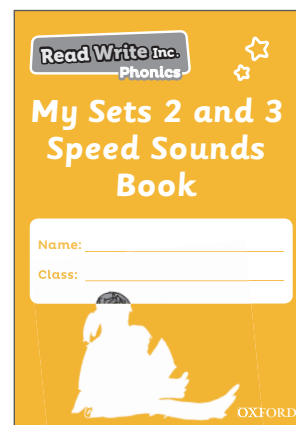 Read Write Inc.
Phonics
My Sets 2 and 3
Speed Sounds
Book
Name:
Class:
OXFORD